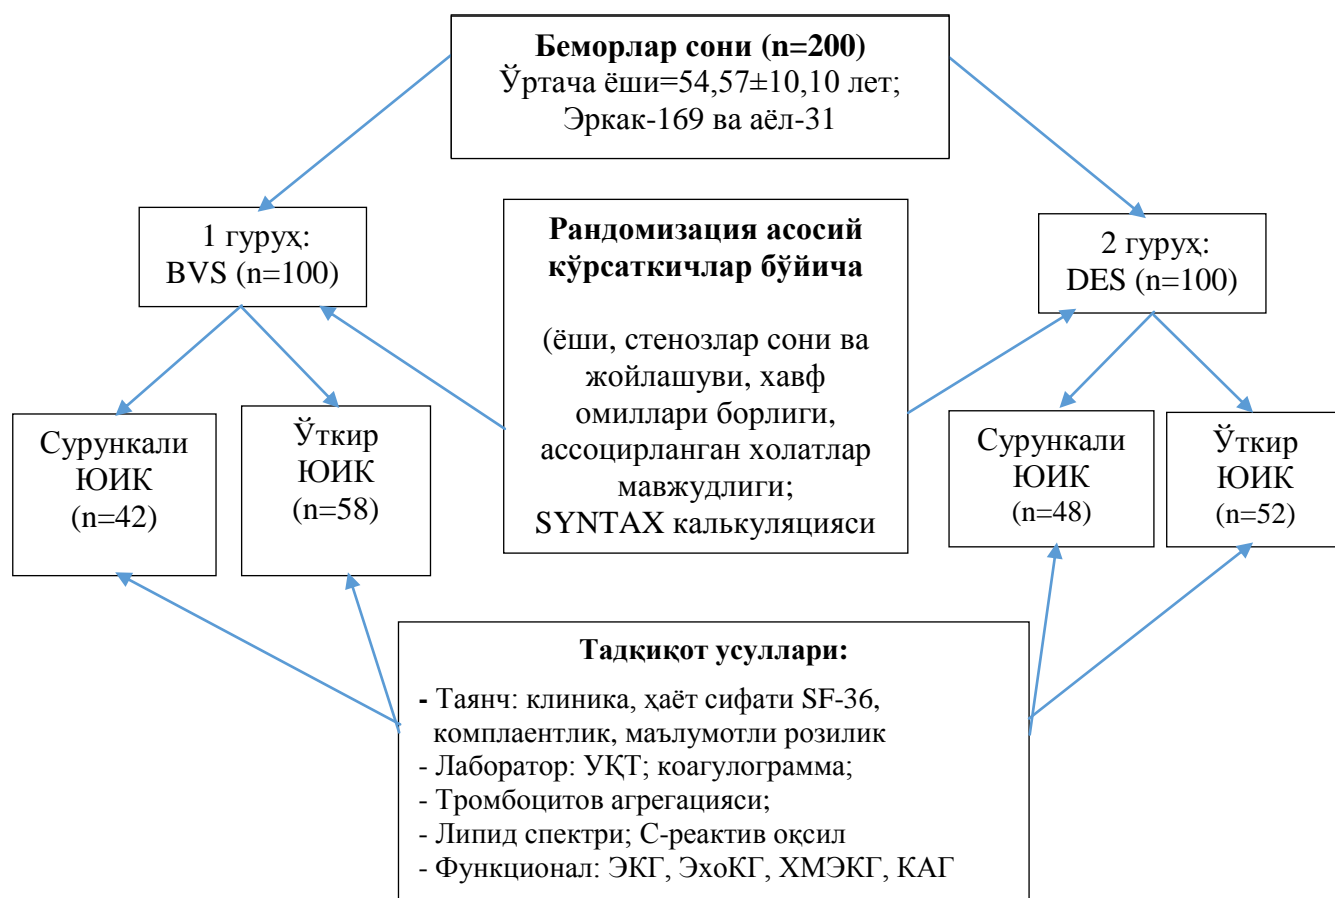 Беморлар сони (n=200)
Ўртача ёши=54,57±10,10 лет;
Эркак-169 ва аёл-31
1 гуруҳ:
BVS (n=100)
Рандомизация асосий
кўрсаткичлар бўйича
(ёши, стенозлар сони ва
жойлашуви, хавф
омиллари борлиги,
ассоцирланган холатлар
мавжудлиги;
SYNTAX калькуляцияси
2 гуруҳ:
DES (n=100)
Сурункали
ЮИК
(n=42)
Ўткир
ЮИК
(n=58)
Сурункали
ЮИК
(n=48)
Ўткир
ЮИК
(n=52)
Тадқиқот усуллари:
- Таянч: клиника, ҳаёт сифати SF-36,
комплаентлик, маълумотли розилик
- Лаборатор: УҚТ; коагулограмма;
- Тромбоцитов агрегацияси;
- Липид спектри; С-реактив оқсил
- Функционал: ЭКГ, ЭхоКГ, ХМЭКГ, КАГ